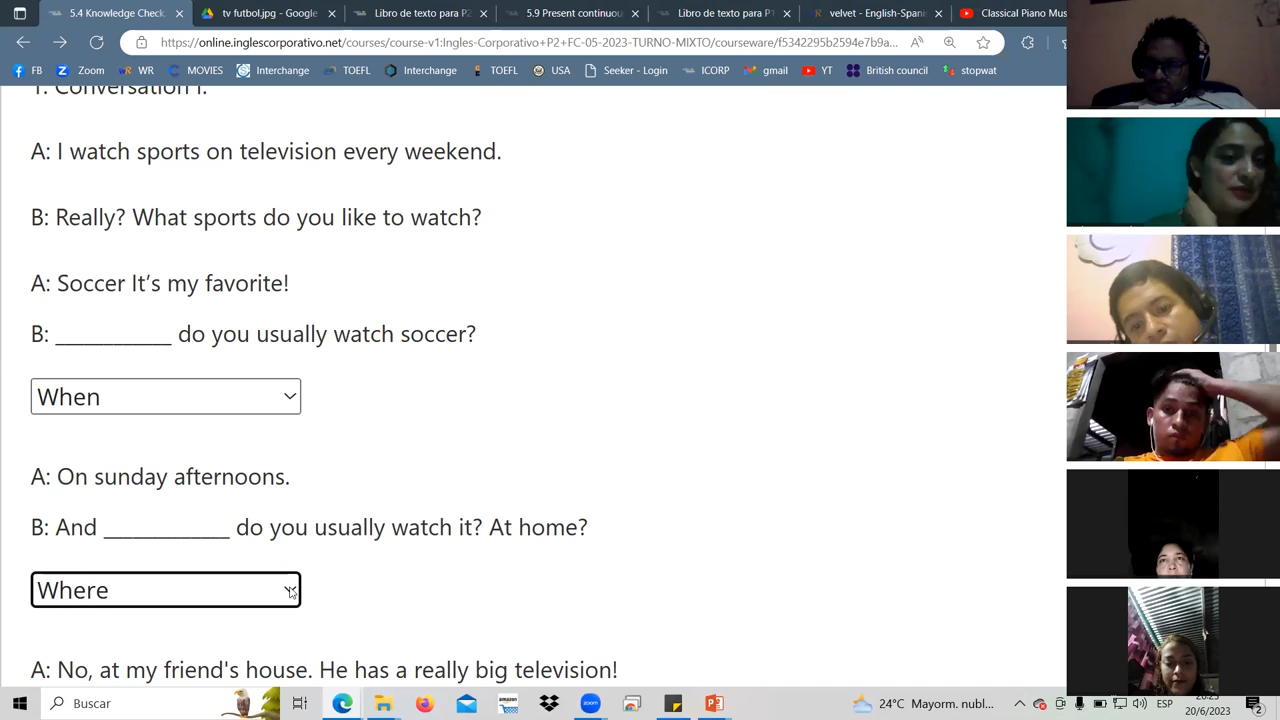 5.4 Knowledge Check
tv futbol.jpg - Google
Libro de texto para P2
5.9 Present continuou
Libro de texto para P1
velvet - English-Spani
Classical Piano Mus
https://online.inglescorporativo.net/courses/course-v1:Ingles-Corporativo+P2+FC-05-2023-TURNO-MIXTO/courseware/f5342295b2594e7b9a...
FB
Zoom
WR
MOVIES
Interchange
TOEFL
Interchange
TOEFL
USA
Seeker - Login
ICORP
gmail
YT
British council
stopwat
1. Conversation I.
A: I watch sports on television every weekend.
B: Really? What sports do you like to watch?
A: Soccer It’s my favorite!
B: ____________ do you usually watch soccer?
When
A: On sunday afternoons.
B: And _____________ do you usually watch it? At home?
Where
A: No, at my friend's house. He has a really big television!
Buscar
24°C Mayorm. nubl...
ESP
20/6/2023
2